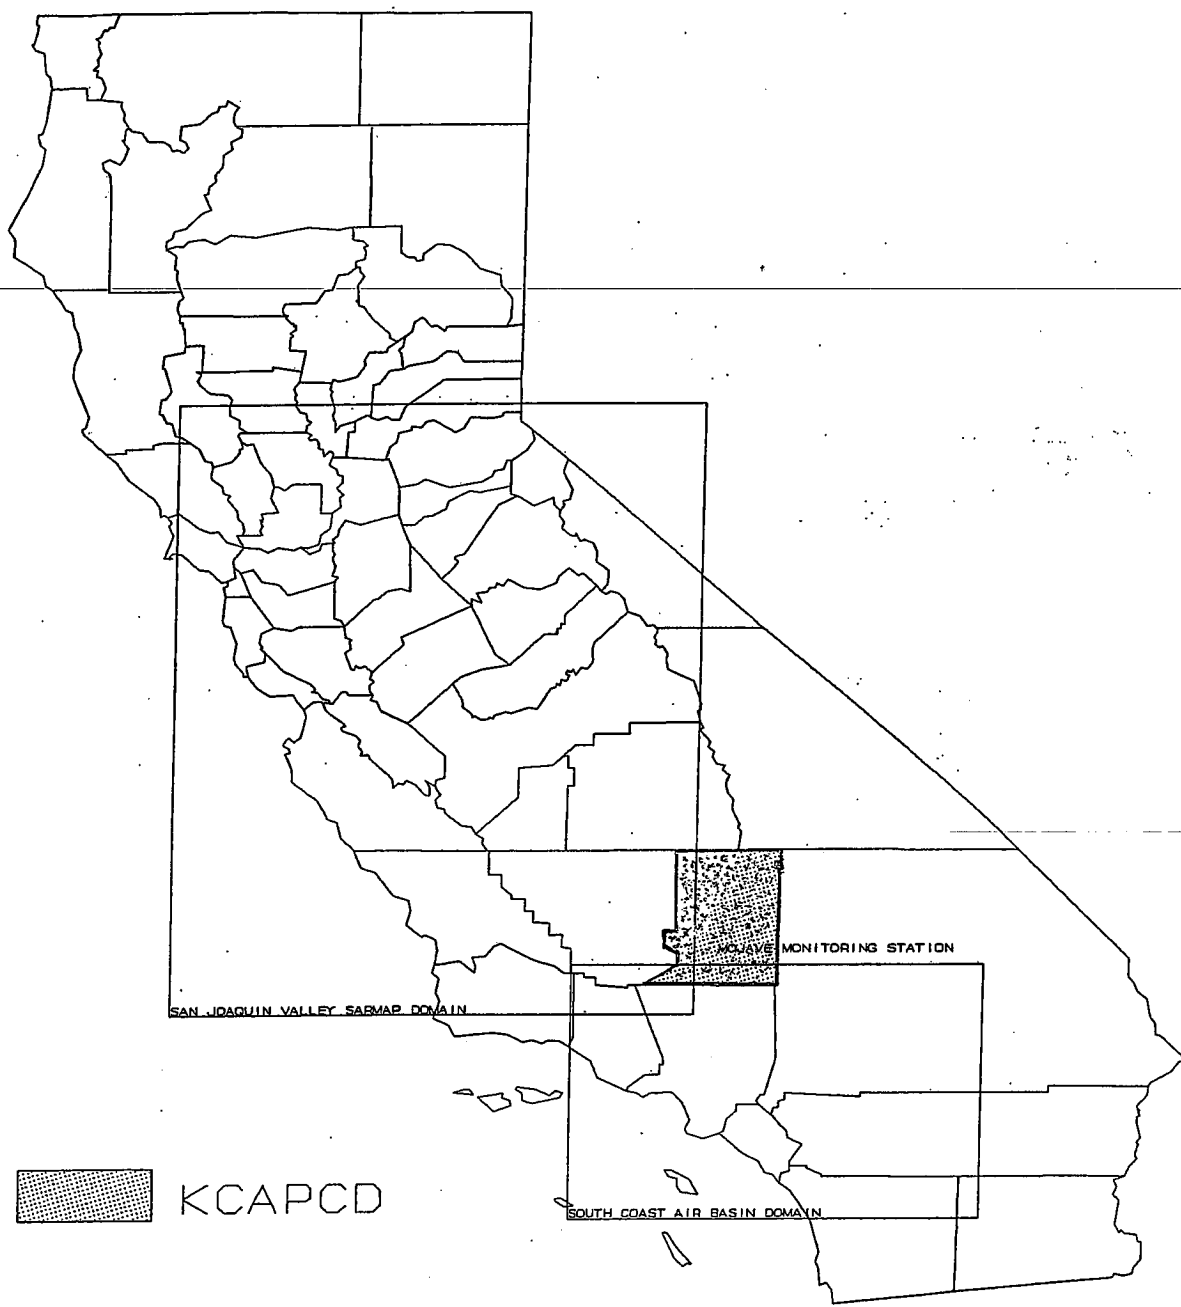 MOJAVE MONITORING STATION
SAN JOAQUIN VALLEY SARMAP DOMAIN
KCAPCD
SOUTH COAST AIR BASIN DOMAIN